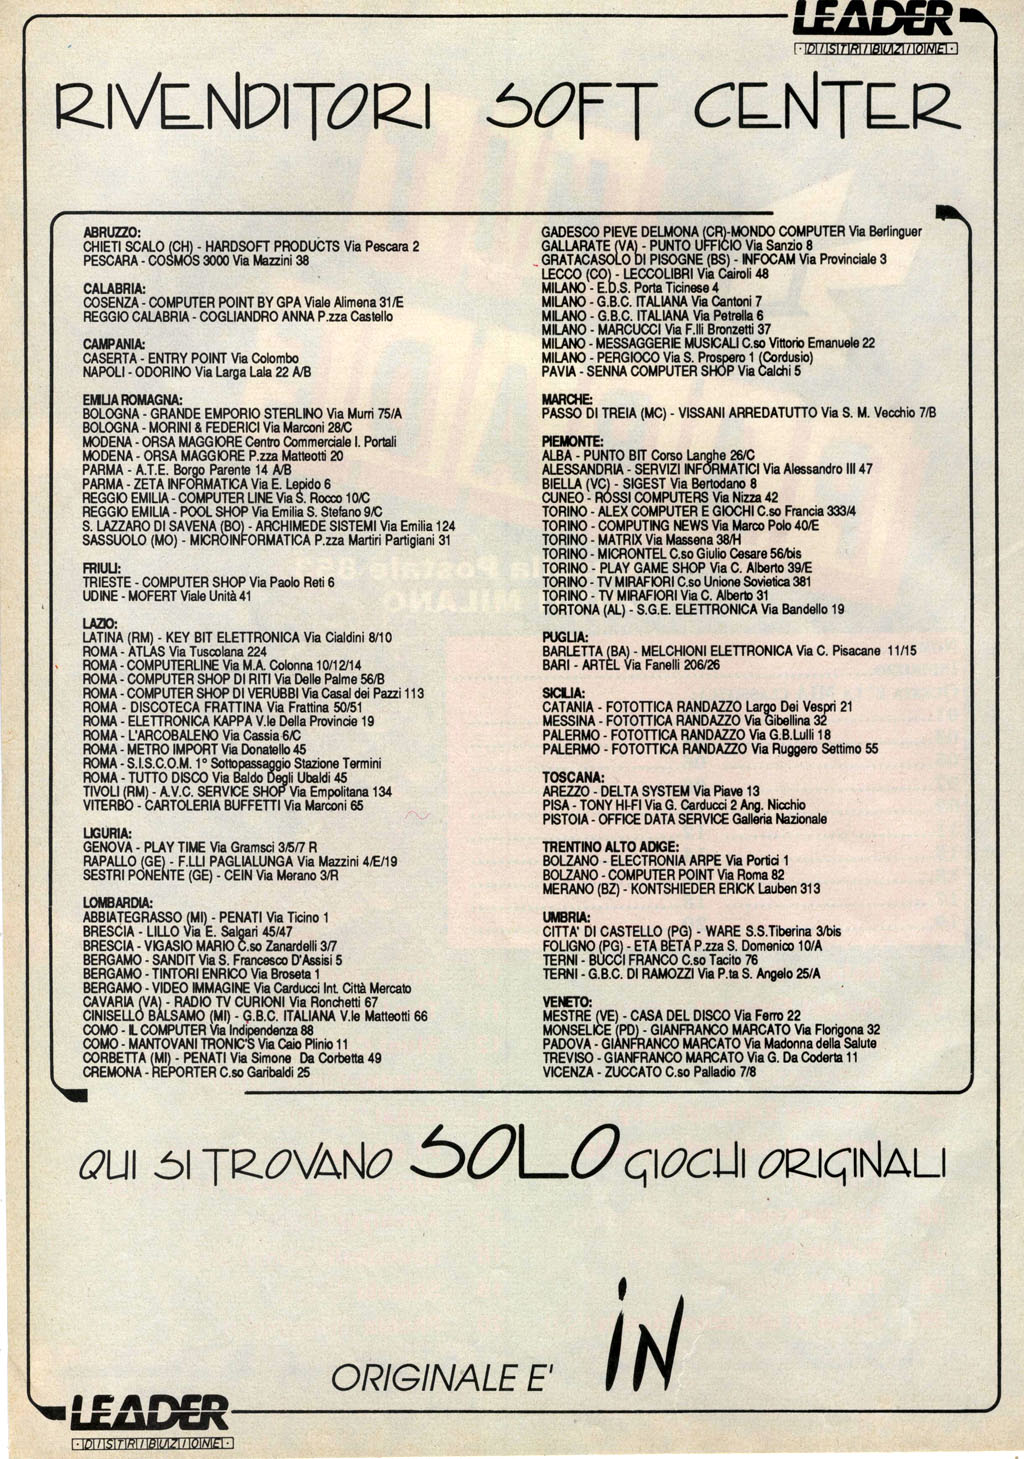 LEADER
DISTRIBUZIONE
RIVENDITORI SOFT CENTER
ABRUZZO:
CHIETI SCALO (CH) - HARDSOFT PRODUCTS Via Pescara 2
PESCARA - COSMOS 3000 Via Mazzini 38
CALABRIA:
COSENZA - COMPUTER POINT BY GPA Viale Alimena 31/E
REGGIO CALABRIA - COGLIANDRO ANNA P.zza Castello
CAMPANIA:
CASERTA - ENTRY POINT Via Colombo
NAPOLI - ODORINO Via Larga Lala 22 A/B
EMILIA ROMAGNA:
BOLOGNA - GRANDE EMPORIO STERLINO Via Murri 75/A
BOLOGNA - MORINI & FEDERICI Via Marconi 28/C
MODENA - ORSA MAGGIORE Centro Commerciale I. Portali
MODENA - ORSA MAGGIORE P.zza Matteotti 20
PARMA - A.T.E. Borgo Parente 14 A/B
PARMA - ZETA INFORMATICA Via E. Lepido 6
REGGIO EMILIA - COMPUTER LINE Via S. Rocco 10/C
REGGIO EMILIA - POOL SHOP Via Emilia S. Stefano 9/C
S. LAZZARO DI SAVENA (BO) - ARCHIMEDE SISTEMI Via Emilia 124
SASSUOLO (MO) - MICROINFORMATICA P.zza Martiri Partigiani 31
FRIULI:
TRIESTE - COMPUTER SHOP Via Paolo Reti 6
UDINE - MOFERT Viale Unità 41
LAZIO:
LATINA (RM) - KEY BIT ELETTRONICA Via Cialdini 8/10
ROMA - ATLAS Via Tuscolana 224
ROMA - COMPUTERLINE Via M.A. Colonna 10/12/14
ROMA - COMPUTER SHOP DI RITI Via Delle Palme 56/B
ROMA - COMPUTER SHOP DI VERUBBI Via Casal dei Pazzi 113
ROMA - DISCOTECA FRATTINA Via Frattina 50/51
ROMA - ELETTRONICA KAPPA V.le Della Provincie 19
ROMA - L'ARCOBALENO Via Cassia 6/C
ROMA - METRO IMPORT Via Donatello 45
ROMA - S.I.S.C.O.M. 1° Sottopassaggio Stazione Termini
ROMA - TUTTO DISCO Via Baldo Degli Ubaldi 45
TIVOLI (RM) - A.V.C. SERVICE SHOP Via Empolitana 134
VITERBO - CARTOLERIA BUFFETTI Via Marconi 65
LIGURIA:
GENOVA - PLAY TIME Via Gramsci 3/5/7 R
RAPALLO (GE) - F.LLI PAGLIALUNGA Via Mazzini 4/E/19
SESTRI PONENTE (GE) - CEIN Via Merano 3/R
LOMBARDIA:
ABBIATEGRASSO (MI) - PENATI Via Ticino 1
BRESCIA - LILLO Via E. Salgari 45/47
BRESCIA - VIGASIO MARIO C.so Zanardelli 3/7
BERGAMO - SANDIT Via S. Francesco D'Assisi 5
BERGAMO - TINTORI ENRICO Via Broseta 1
BERGAMO - VIDEO IMMAGINE Via Carducci Int. Città Mercato
CAVARIA (VA) - RADIO TV CURIONI Via Ronchetti 67
CINISELLO BALSAMO (MI) - G.B.C. ITALIANA V.le Matteotti 66
COMO - IL COMPUTER Via Indipendenza 88
COMO - MANTOVANI TRONIC'S Via Caio Plinio 11
CORBETTA (MI) - PENATI Via Simone Da Corbetta 49
CREMONA - REPORTER C.so Garibaldi 25
GADESCO PIEVE DELMONA (CR)-MONDO COMPUTER Via Berlinguer
GALLARATE (VA) - PUNTO UFFICIO Via Sanzio 8
GRATACASOLO DI PISOGNE (BS) - INFOCAM Via Provinciale 3
LECCO (CO) - LECCOLIBRI Via Cairoli 48
MILANO - E.D.S. Porta Ticinese 4
MILANO - G.B.C. ITALIANA Via Cantoni 7
MILANO - G.B.C. ITALIANA Via Petrella 6
MILANO - MARCUCCI Via F.lli Bronzetti 37
MILANO - MESSAGGERIE MUSICALI C.so Vittorio Emanuele 22
MILANO - PERGIOCO Via S. Prospero 1 (Cordusio)
PAVIA - SENNA COMPUTER SHOP Via Calchi 5
MARCHE:
PASSO DI TREIA (MC) - VISSANI ARREDATUTTO Via S. M. Vecchio 7/B
PIEMONTE:
ALBA - PUNTO BIT Corso Langhe 26/C
ALESSANDRIA - SERVIZI INFORMATICI Via Alessandro III 47
BIELLA (VC) - SIGEST Via Bertodano 8
CUNEO - ROSSI COMPUTERS Via Nizza 42
TORINO - ALEX COMPUTER E GIOCHI C.so Francia 333/4
TORINO - COMPUTING NEWS Via Marco Polo 40/E
TORINO - MATRIX Via Massena 38/H
TORINO - MICRONTEL C.so Giulio Cesare 56/bis
TORINO - PLAY GAME SHOP Via C. Alberto 39/E
TORINO - TV MIRAFIORI C.so Unione Sovietica 381
TORINO - TV MIRAFIORI Via C. Alberto 31
TORTONA (AL) - S.G.E. ELETTRONICA Via Bandello 19
PUGLIA:
BARLETTA (BA) - MELCHIONI ELETTRONICA Via C. Pisacane 11/15
BARI - ARTEL Via Fanelli 206/26
SICILIA:
CATANIA - FOTOTTICA RANDAZZO Largo Dei Vespri 21
MESSINA - FOTOTTICA RANDAZZO Via Gibellina 32
PALERMO - FOTOTTICA RANDAZZO Via G.B.Lulli 18
PALERMO - FOTOTTICA RANDAZZO Via Ruggero Settimo 55
TOSCANA:
AREZZO - DELTA SYSTEM Via Piave 13
PISA - TONY HI-FI Via G. Carducci 2 Ang. Nicchio
PISTOIA - OFFICE DATA SERVICE Galleria Nazionale
TRENTINO ALTO ADIGE:
BOLZANO - ELECTRONIA ARPE Via Portici 1
BOLZANO - COMPUTER POINT Via Roma 82
MERANO (BZ) - KONTSHIEDER ERICK Lauben 313
UMBRIA:
CITTA' DI CASTELLO (PG) - WARE S.S.Tiberina 3/bis
FOLIGNO (PG) - ETA BETA P.zza S. Domenico 10/A
TERNI - BUCCI FRANCO C.so Tacito 76
TERNI - G.B.C. DI RAMOZZI Via P.ta S. Angelo 25/A
VENETO:
MESTRE (VE) - CASA DEL DISCO Via Ferro 22
MONSELICE (PD) - GIANFRANCO MARCATO Via Florigona 32
PADOVA - GIANFRANCO MARCATO Via Madonna della Salute
TREVISO - GIANFRANCO MARCATO Via G. Da Coderta 11
VICENZA - ZUCCATO C.so Palladio 7/8
QUI SI TROVANO SOLO GIOCHI ORIGINALI
ORIGINALE E' IN
LEADER
DISTRIBUZIONE